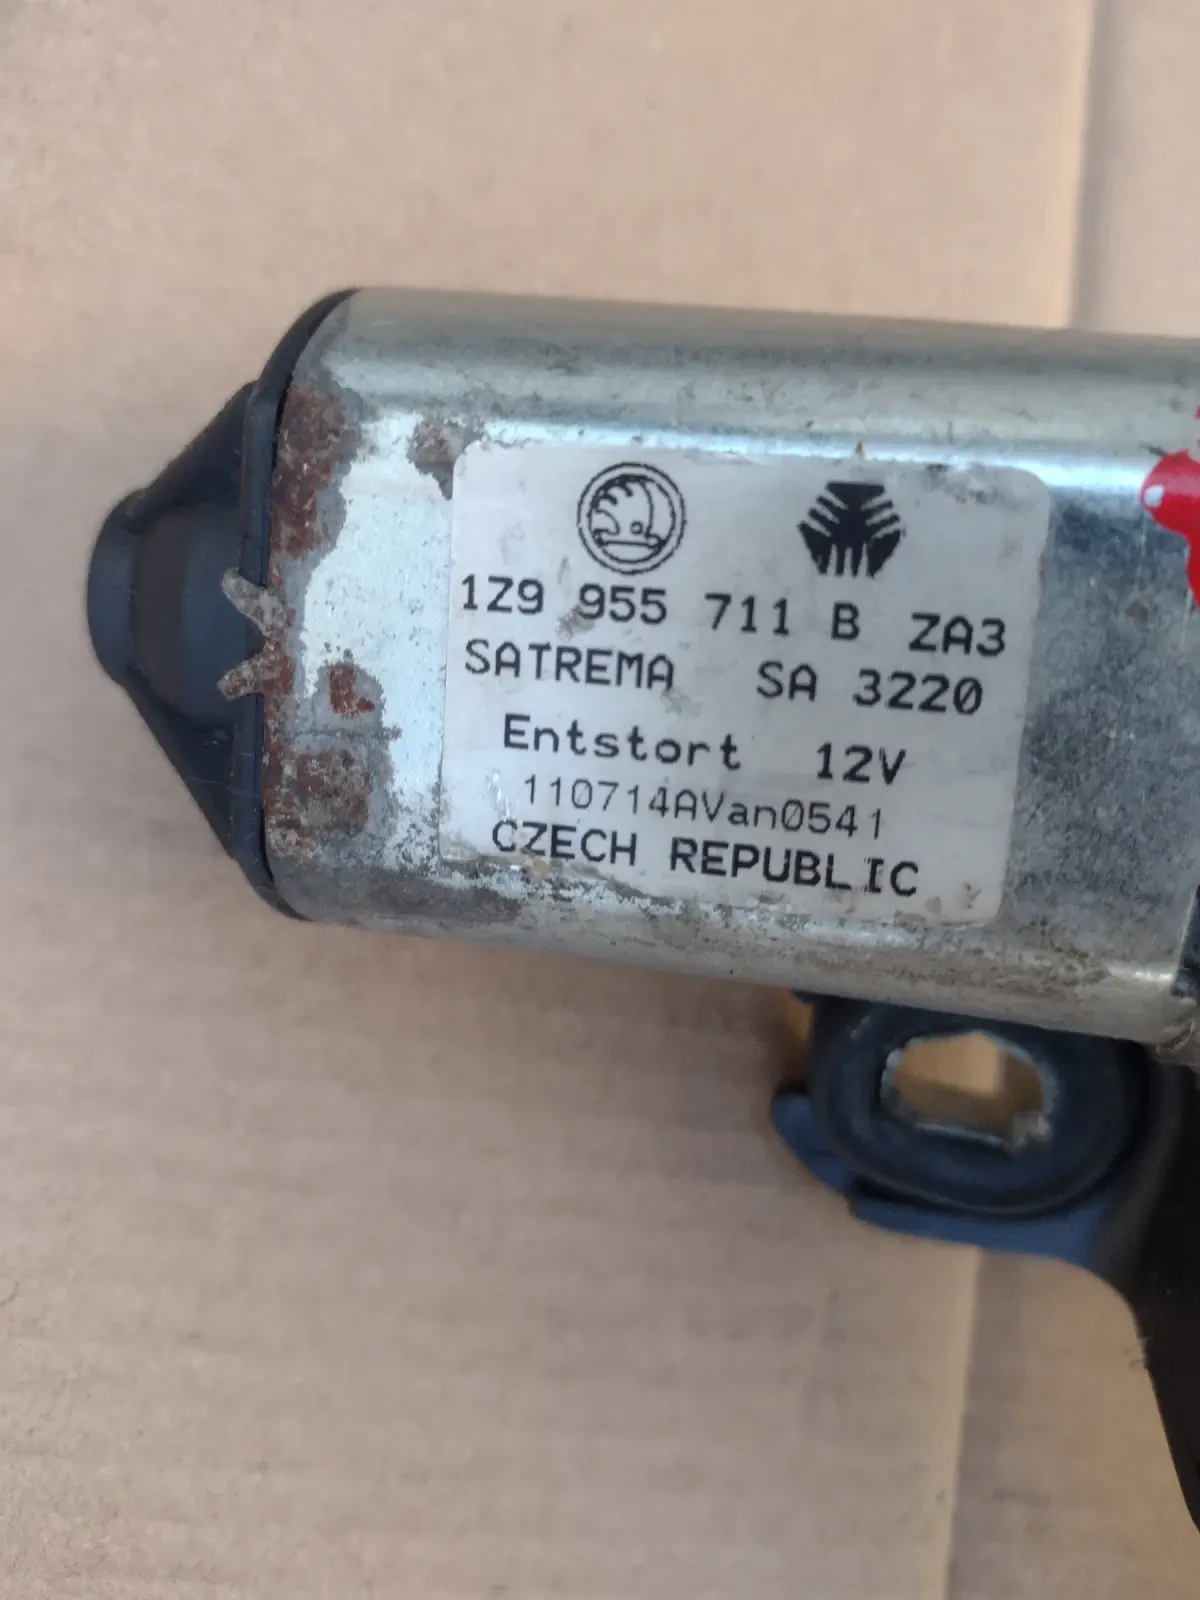 1Z9 955 711 B ZA3
SATREMA SA 3220
Entstort 12V
110714AVan0541
CZECH REPUBLIC